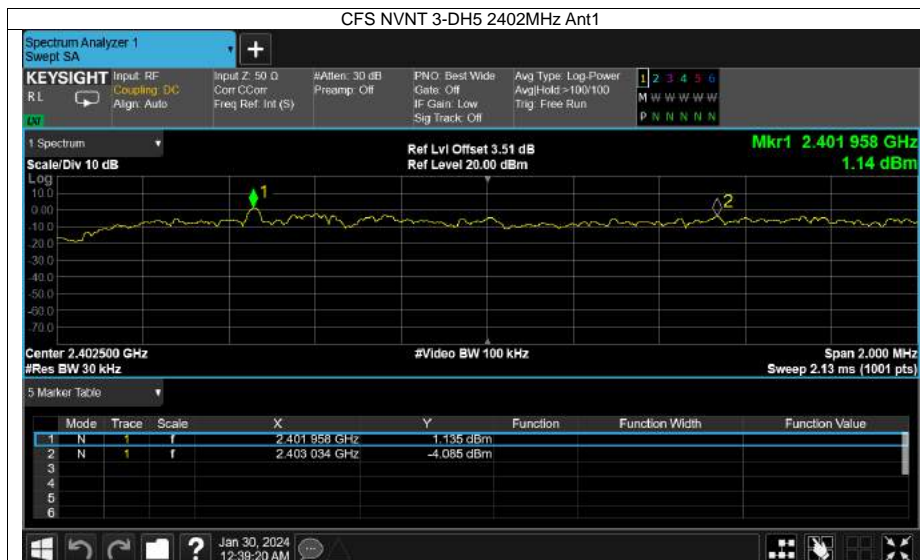 CFS NVNT 3-DH5 2402MHz Ant1
Spectrum Analyzer 1
Swept SA
+
KEYSIGHT Input: RF Input Z: 50 Ω #Atten: 30 dB PNO: Best Wide Avg Type: Log-Power 1 2 3 4 5 6
RL Coupling: DC Corr CCorr Preamp: Off Gate: Off Avg|Hold:>100/100 M W W W W W
Align: Auto Freq Ref: Int (S) IF Gain: Low Trig: Free Run
Sig Track: Off P N N N N N
LXI
1 Spectrum Ref Lvl Offset 3.51 dB Mkr1 2.401 958 GHz
Scale/Div 10 dB Ref Level 20.00 dBm 1.14 dBm
Log
10.0
0.00
-10.0
-20.0
-30.0
-40.0
-50.0
-60.0
-70.0
1
2
Center 2.402500 GHz #Video BW 100 kHz Span 2.000 MHz
#Res BW 30 kHz Sweep 2.13 ms (1001 pts)
5 Marker Table
Mode Trace Scale X Y Function Function Width Function Value
1 N 1 f 2.401 958 GHz 1.135 dBm
2 N 1 f 2.403 034 GHz -4.085 dBm
3
4
5
6
? Jan 30, 2024
12:39:20 AM